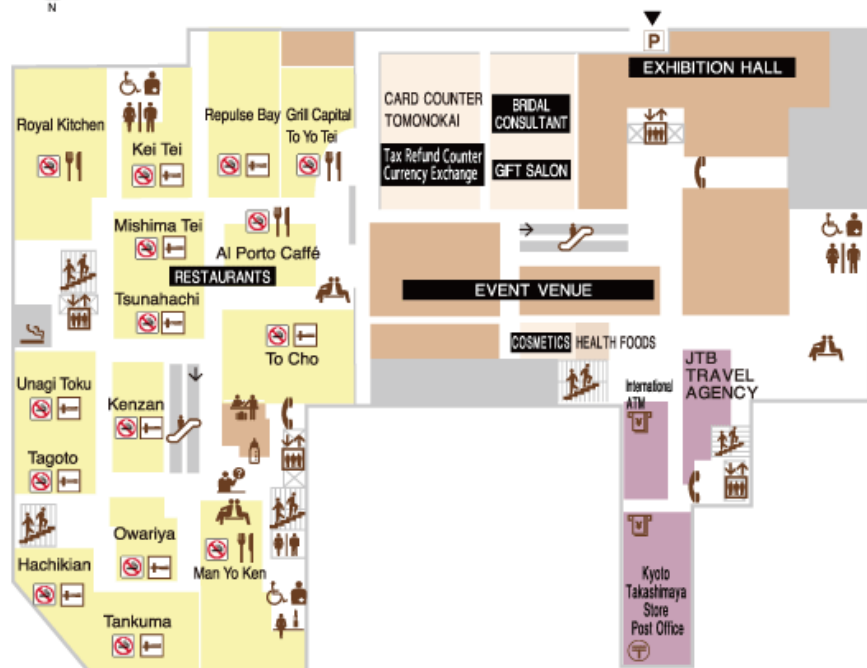 N
P
EXHIBITION HALL
CARD COUNTER
TOMONOKAI
BRIDAL
CONSULTANT
Tax Refund Counter
Currency Exchange
GIFT SALON
Royal Kitchen
Kei Tei
Repulse Bay
Grill Capital
To Yo Tei
Mishima Tei
Al Porto Caffé
RESTAURANTS
Tsunahachi
EVENT VENUE
To Cho
COSMETICS HEALTH FOODS
Unagi Toku
Kenzan
International
ATM
¥
JTB
TRAVEL
AGENCY
Tagoto
?
Owariya
Hachikian
Man Yo Ken
Tankuma
¥
Kyoto
Takashimaya
Store
Post Office
〒